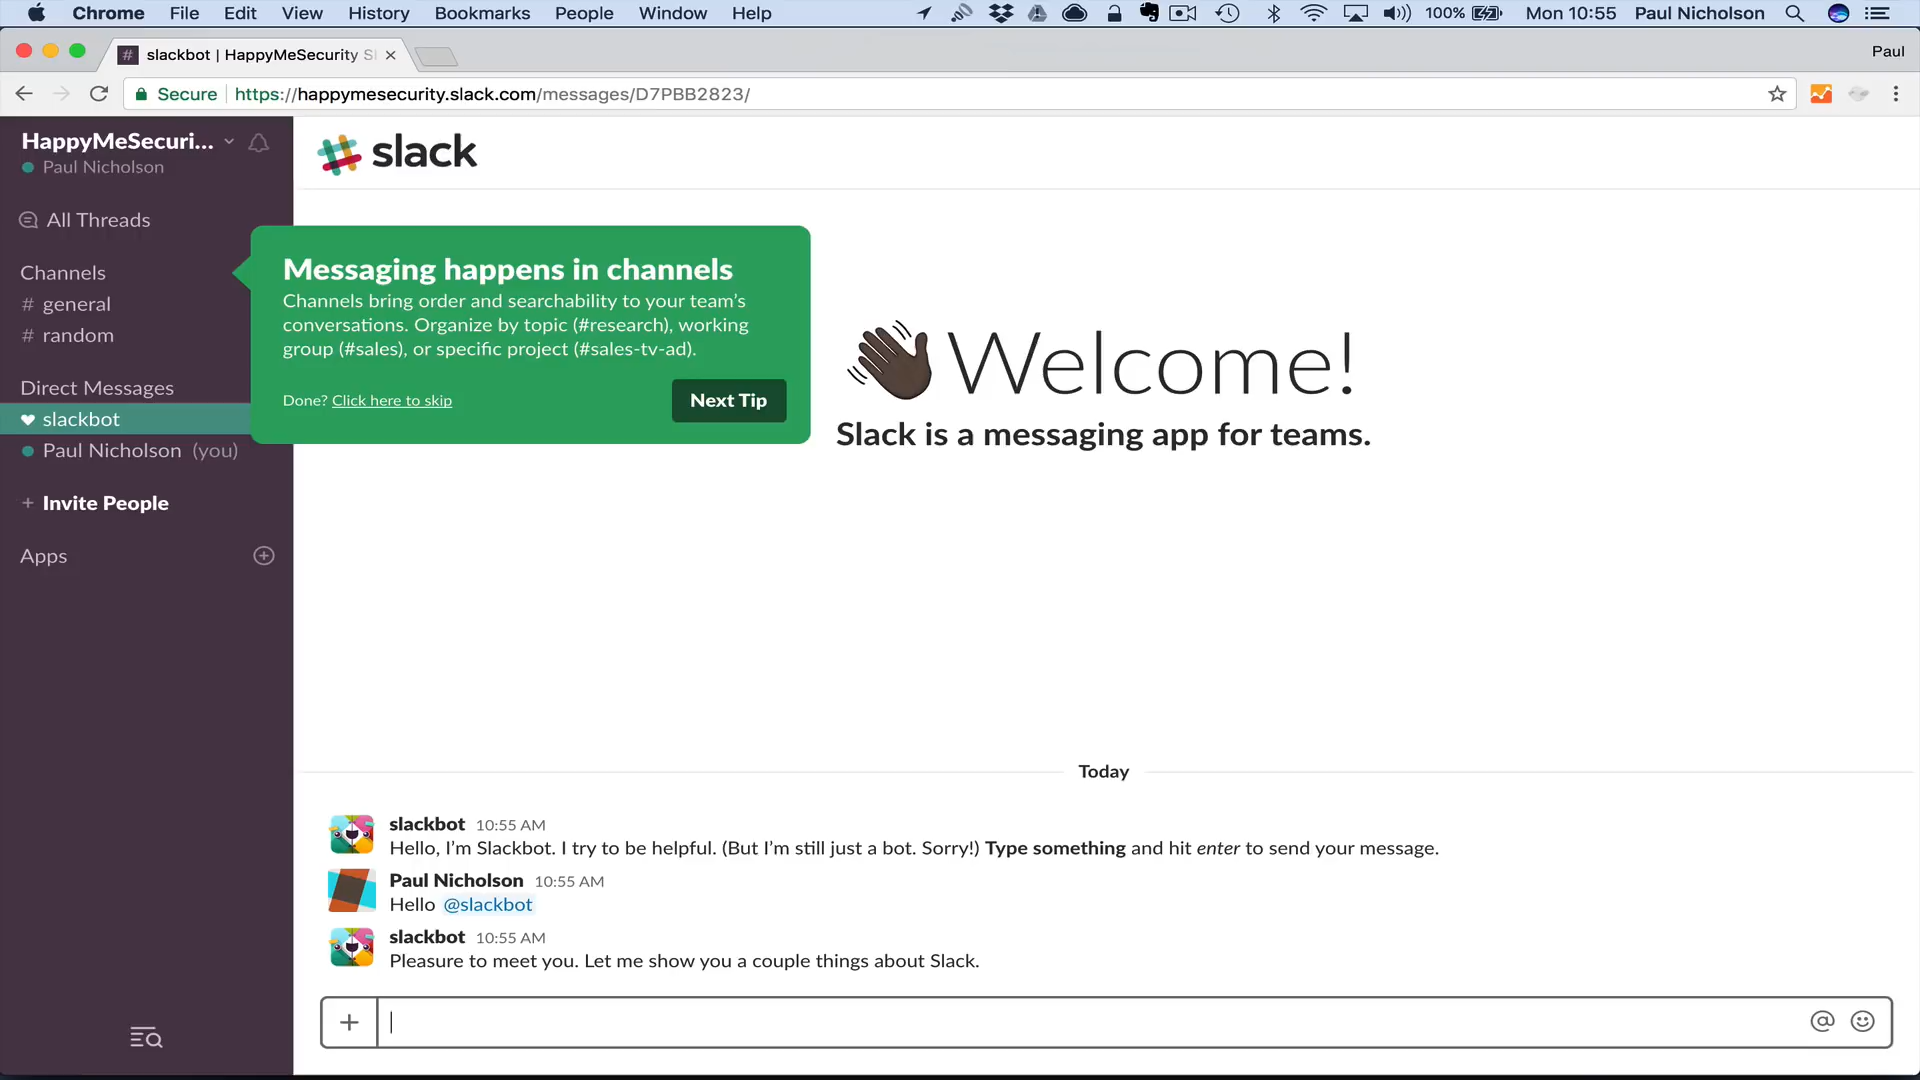 Chrome File Edit View History Bookmarks People Window Help 100% Mon 10:55 Paul Nicholson
slackbot | HappyMeSecurity S
Paul
Secure https://happymesecurity.slack.com/messages/D7PBB2823/
HappyMeSecuri...
Paul Nicholson
All Threads
Channels
# general
# random
Direct Messages
slackbot
Paul Nicholson (you)
+ Invite People
Apps
slack
Messaging happens in channels
Channels bring order and searchability to your team’s
conversations. Organize by topic (#research), working
group (#sales), or specific project (#sales-tv-ad).
Done? Click here to skip
Next Tip
Welcome!
Slack is a messaging app for teams.
Today
slackbot 10:55 AM
Hello, I’m Slackbot. I try to be helpful. (But I’m still just a bot. Sorry!) Type something and hit enter to send your message.
Paul Nicholson 10:55 AM
Hello @slackbot
slackbot 10:55 AM
Pleasure to meet you. Let me show you a couple things about Slack.